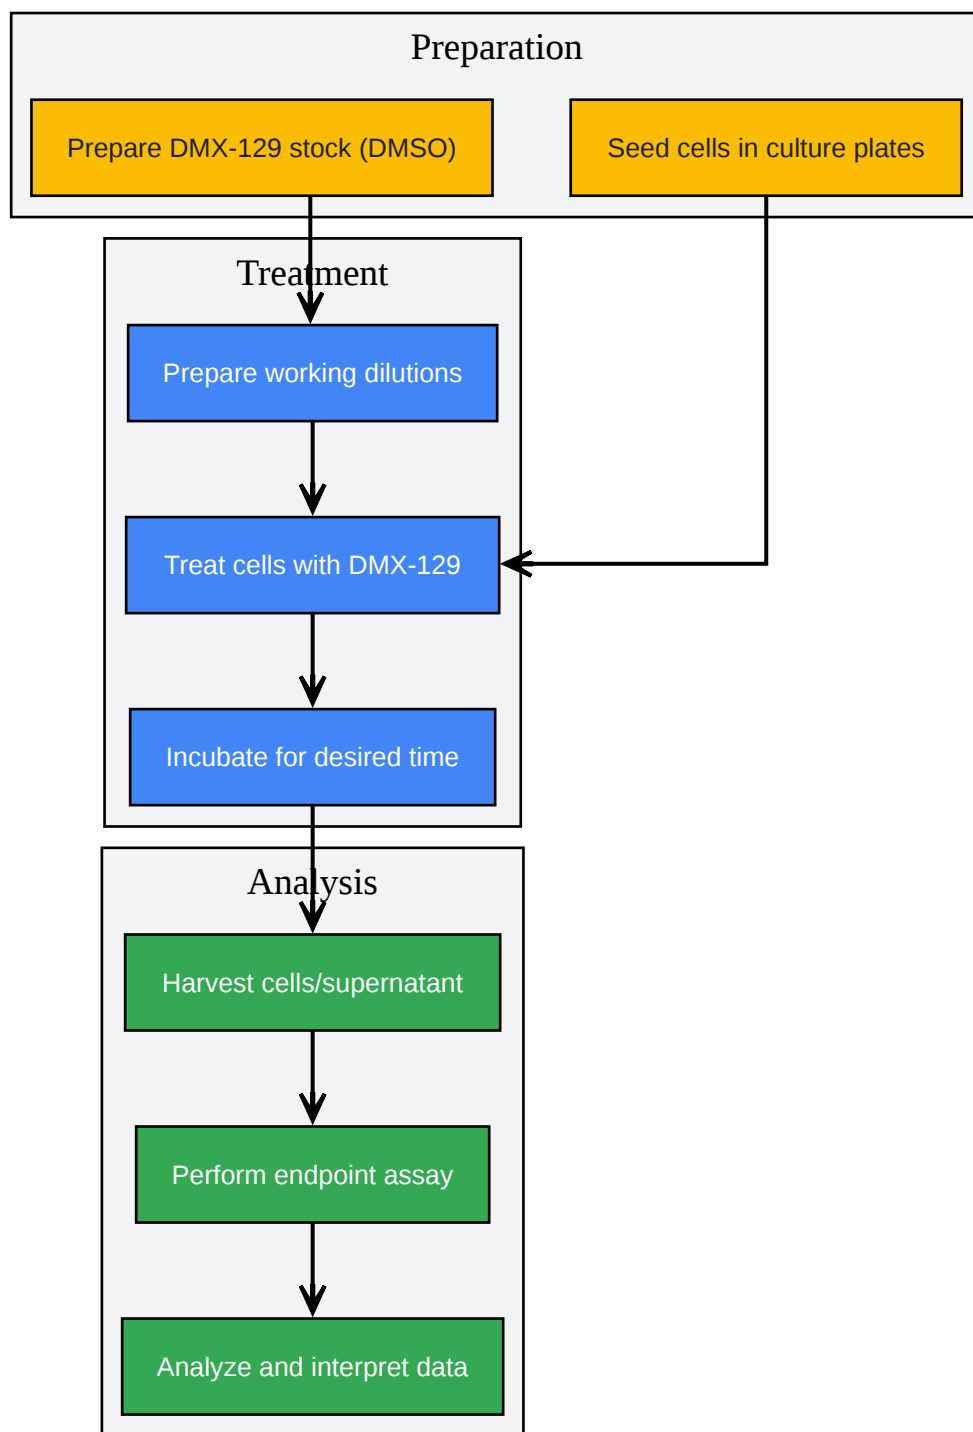 Preparation
Prepare DMX-129 stock (DMSO)
Seed cells in culture plates
Treatment
Prepare working dilutions
Treat cells with DMX-129
Incubate for desired time
Analysis
Harvest cells/supernatant
Perform endpoint assay
Analyze and interpret data